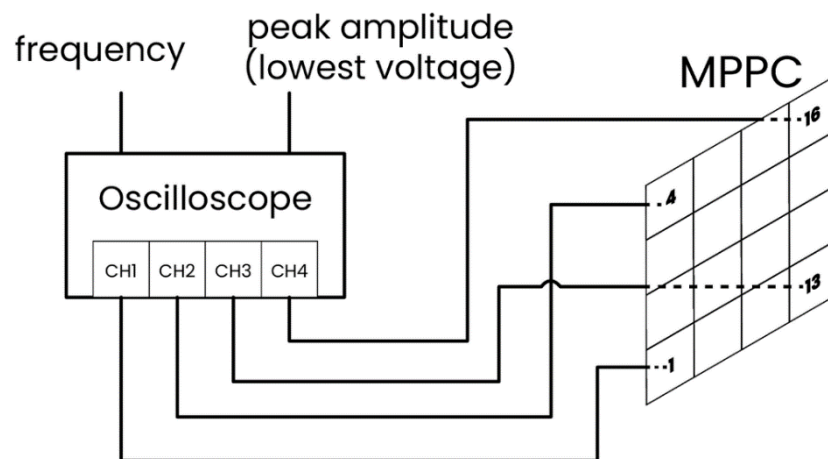 frequency
peak amplitude
(lowest voltage)
MPPC
16
Oscilloscope
4
CH1 CH2 CH3 CH4
13
1